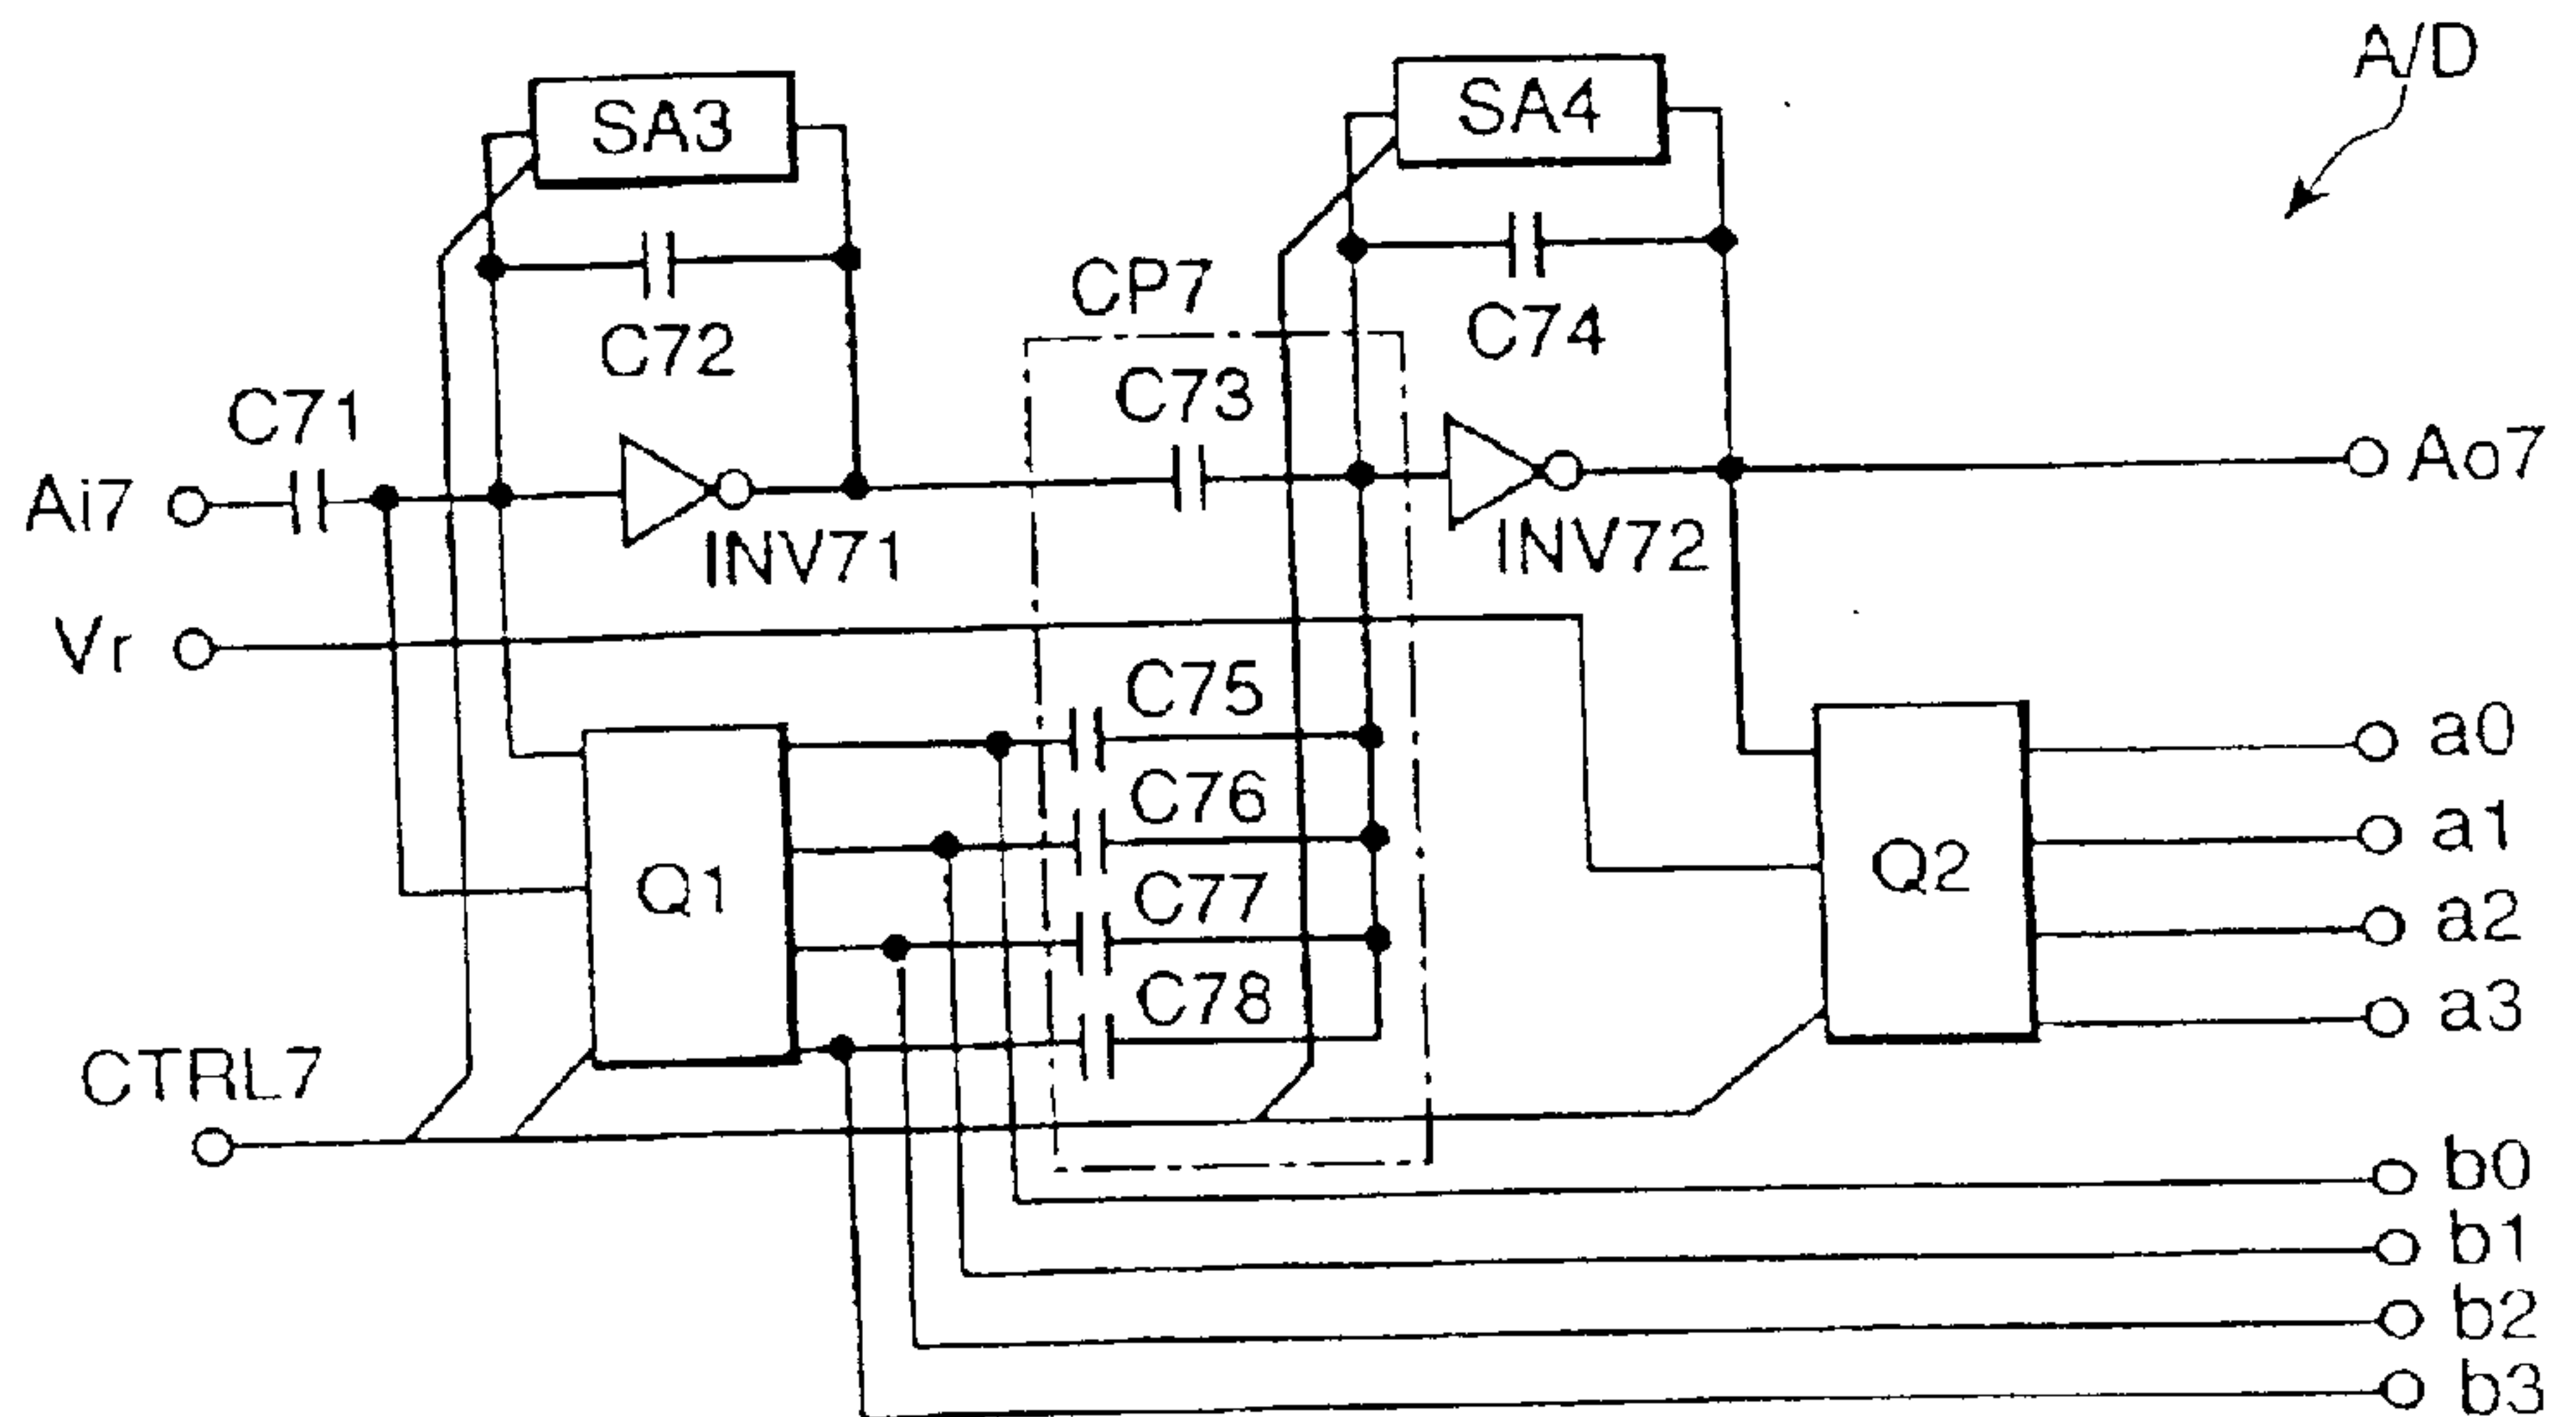 A/D
SA3
SA4
CP7
C72
C74
C71
C73
Ai7
Ao7
INV71
INV72
Vr
C75
a0
C76
a1
Q1
Q2
C77
a2
C78
a3
CTRL7
b0
b1
b2
b3